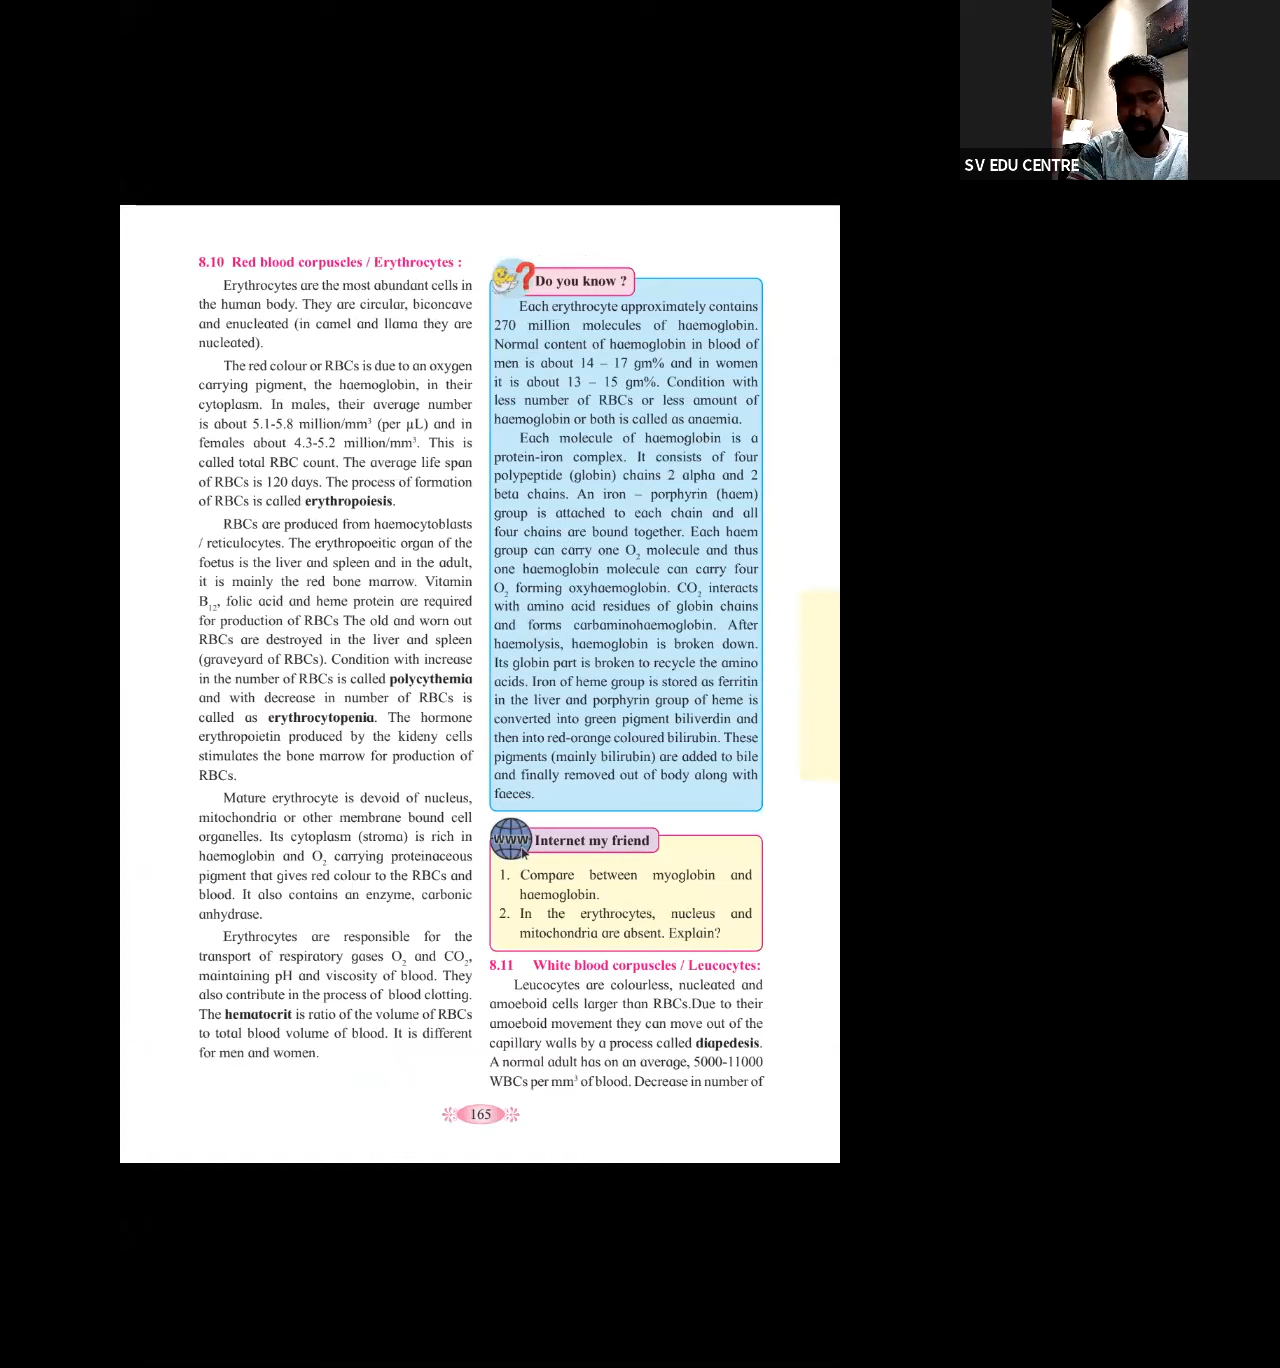 SV EDU CENTRE
8.10 Red blood corpuscles / Erythrocytes :
Erythrocytes are the most abundant cells in
the human body. They are circular, biconcave
and enucleated (in camel and llama they are
nucleated).
The red colour or RBCs is due to an oxygen
carrying pigment, the haemoglobin, in their
cytoplasm. In males, their average number
is about 5.1-5.8 million/mm³ (per µL) and in
females about 4.3-5.2 million/mm³. This is
called total RBC count. The average life span
of RBCs is 120 days. The process of formation
of RBCs is called erythropoiesis.
RBCs are produced from haemocytoblasts
/ reticulocytes. The erythropoeitic organ of the
foetus is the liver and spleen and in the adult,
it is mainly the red bone marrow. Vitamin
B₁₂, folic acid and heme protein are required
for production of RBCs The old and worn out
RBCs are destroyed in the liver and spleen
(graveyard of RBCs). Condition with increase
in the number of RBCs is called polycythemia
and with decrease in number of RBCs is
called as erythrocytopenia. The hormone
erythropoietin produced by the kideny cells
stimulates the bone marrow for production of
RBCs.
Mature erythrocyte is devoid of nucleus,
mitochondria or other membrane bound cell
organelles. Its cytoplasm (stroma) is rich in
haemoglobin and O₂ carrying proteinaceous
pigment that gives red colour to the RBCs and
blood. It also contains an enzyme, carbonic
anhydrase.
Erythrocytes are responsible for the
transport of respiratory gases O₂ and CO₂,
maintaining pH and viscosity of blood. They
also contribute in the process of blood clotting.
The hematocrit is ratio of the volume of RBCs
to total blood volume of blood. It is different
for men and women.
Do you know ?
Each erythrocyte approximately contains
270 million molecules of haemoglobin.
Normal content of haemoglobin in blood of
men is about 14 – 17 gm% and in women
it is about 13 – 15 gm%. Condition with
less number of RBCs or less amount of
haemoglobin or both is called as anaemia.
Each molecule of haemoglobin is a
protein-iron complex. It consists of four
polypeptide (globin) chains 2 alpha and 2
beta chains. An iron – porphyrin (haem)
group is attached to each chain and all
four chains are bound together. Each haem
group can carry one O₂ molecule and thus
one haemoglobin molecule can carry four
O₂ forming oxyhaemoglobin. CO₂ interacts
with amino acid residues of globin chains
and forms carbaminohaemoglobin. After
haemolysis, haemoglobin is broken down.
Its globin part is broken to recycle the amino
acids. Iron of heme group is stored as ferritin
in the liver and porphyrin group of heme is
converted into green pigment biliverdin and
then into red-orange coloured bilirubin. These
pigments (mainly bilirubin) are added to bile
and finally removed out of body along with
faeces.
www Internet my friend
1. Compare between myoglobin and
haemoglobin.
2. In the erythrocytes, nucleus and
mitochondria are absent. Explain?
8.11 White blood corpuscles / Leucocytes:
Leucocytes are colourless, nucleated and
amoeboid cells larger than RBCs.Due to their
amoeboid movement they can move out of the
capillary walls by a process called diapedesis.
A normal adult has on an average, 5000-11000
WBCs per mm³ of blood. Decrease in number of
165